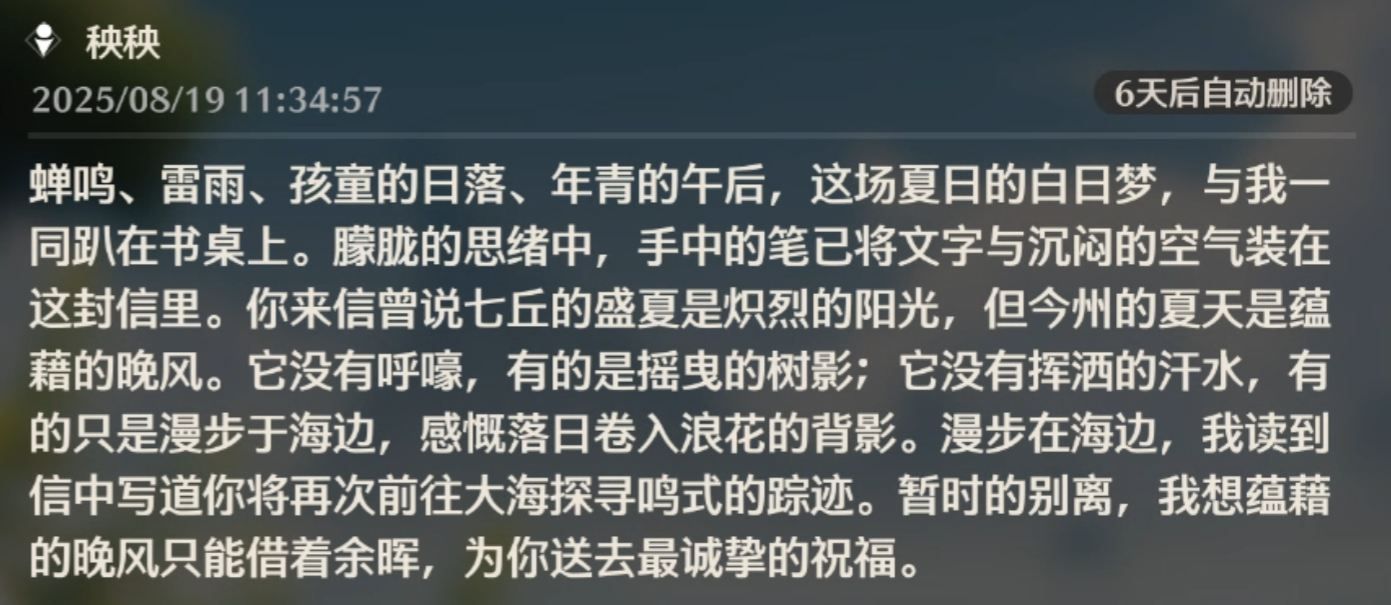 秧秧
2025/08/19 11:34:57
6天后自动删除
蝉鸣、雷雨、孩童的日落、年青的午后，这场夏日的白日梦，与我一
同趴在书桌上。朦胧的思绪中，手中的笔已将文字与沉闷的空气装在
这封信里。你来信曾说七丘的盛夏是炽烈的阳光，但今州的夏天是蕴
藉的晚风。它没有呼嚎，有的是摇曳的树影；它没有挥洒的汗水，有
的只是漫步于海边，感慨落日卷入浪花的背影。漫步在海边，我读到
信中写道你将再次前往大海探寻鸣式的踪迹。暂时的别离，我想蕴藉
的晚风只能借着余晖，为你送去最诚挚的祝福。